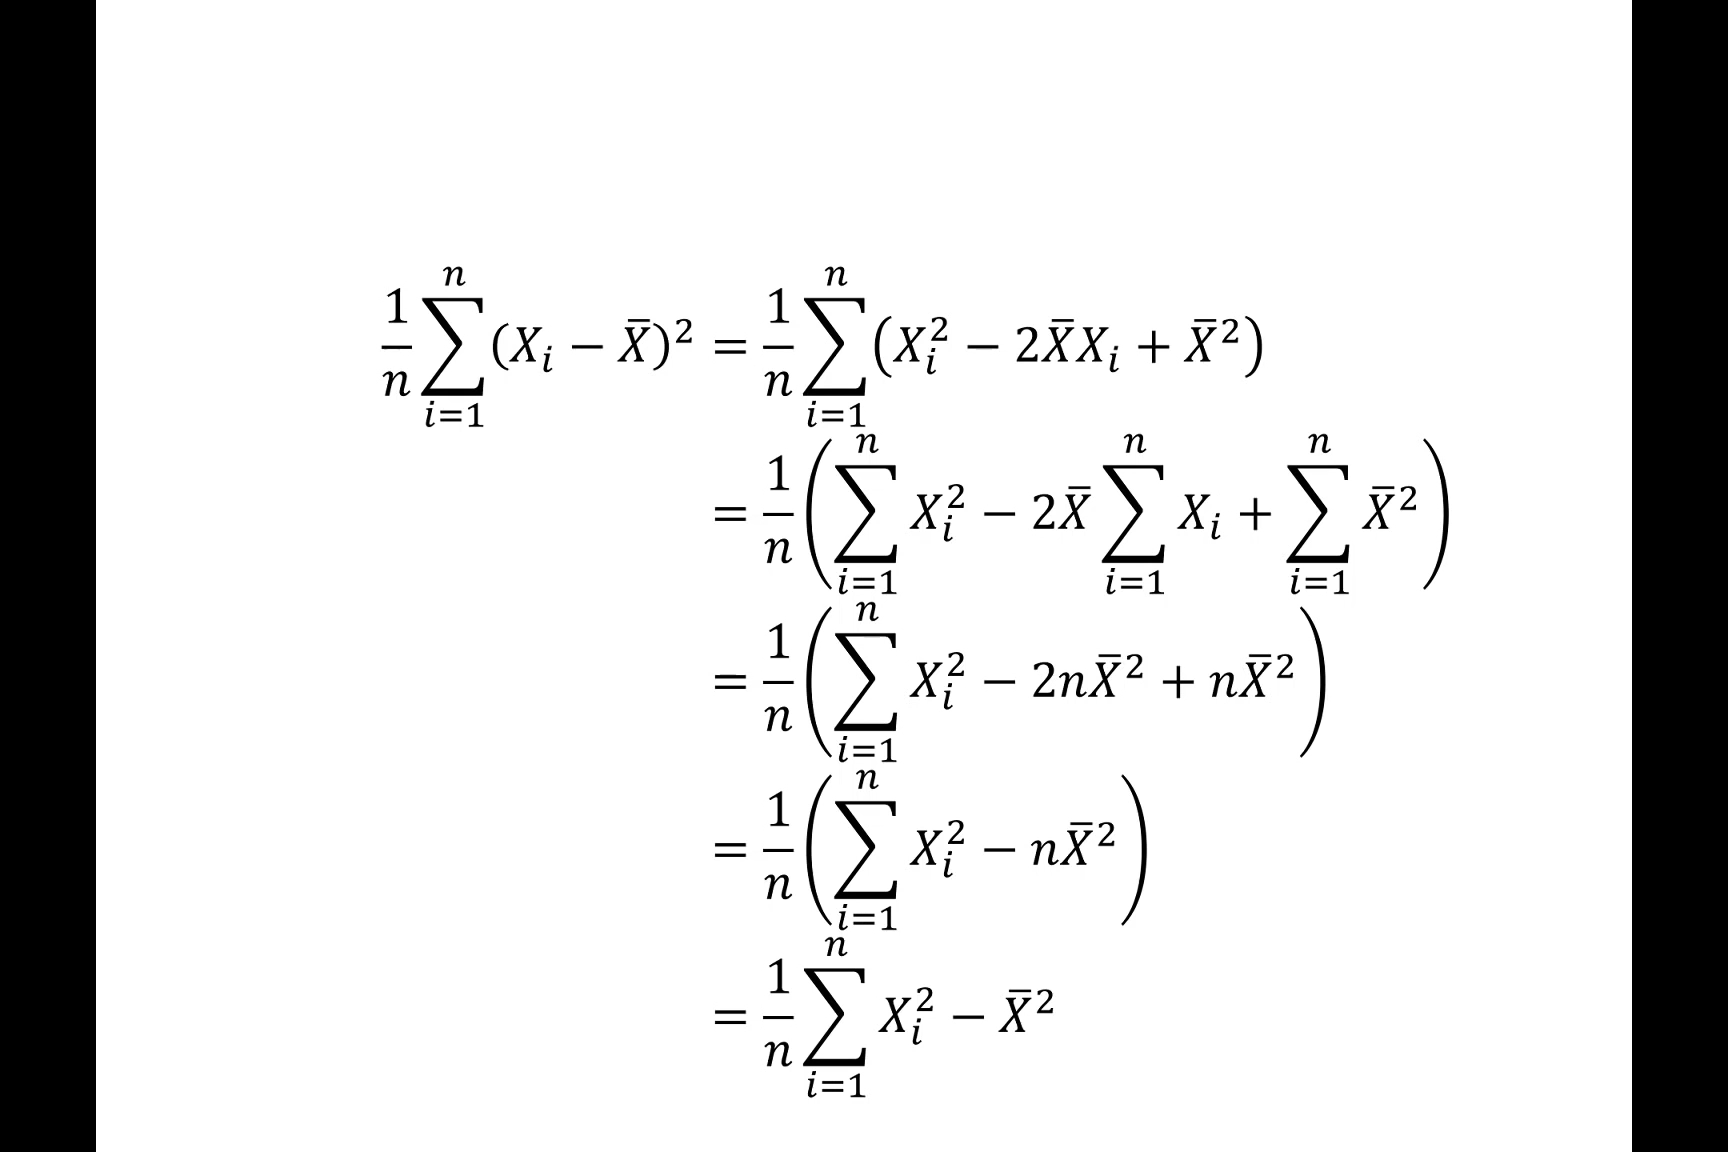 $\frac{1}{n}\sum_{i=1}^{n}(X_i-\bar{X})^2=\frac{1}{n}\sum_{i=1}^{n}\left(X_i^2-2\bar{X}X_i+\bar{X}^2\right)$
$=\frac{1}{n}\left(\sum_{i=1}^{n}X_i^2-2\bar{X}\sum_{i=1}^{n}X_i+\sum_{i=1}^{n}\bar{X}^2\right)$
$=\frac{1}{n}\left(\sum_{i=1}^{n}X_i^2-2n\bar{X}^2+n\bar{X}^2\right)$
$=\frac{1}{n}\left(\sum_{i=1}^{n}X_i^2-n\bar{X}^2\right)$
$=\frac{1}{n}\sum_{i=1}^{n}X_i^2-\bar{X}^2$